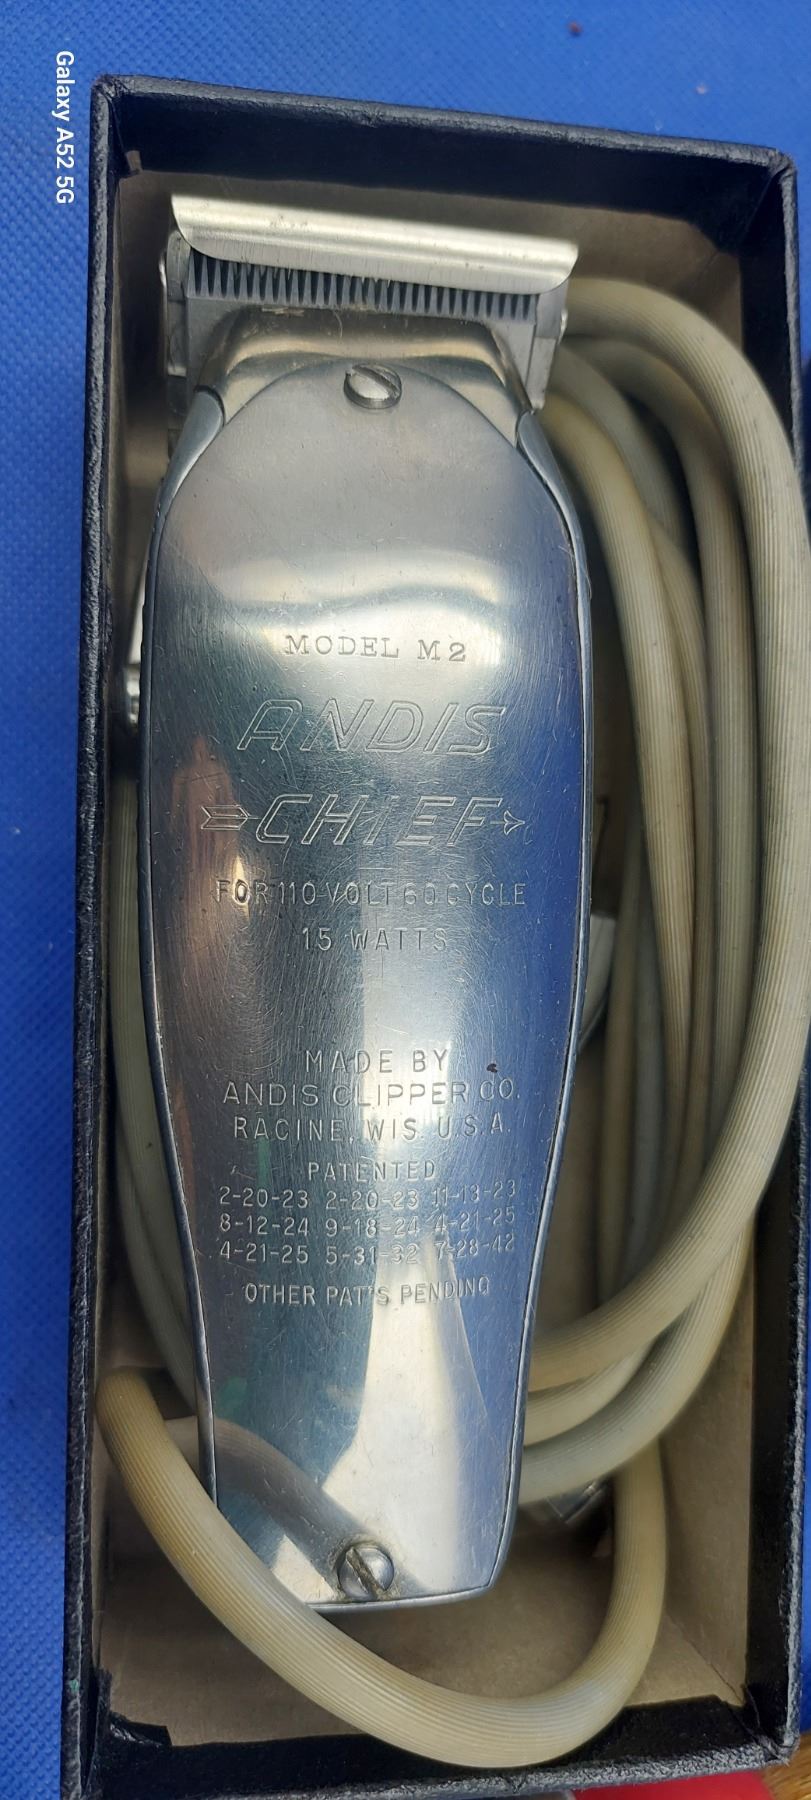 Galaxy A52 5G
MODEL M2
ANDIS
CHIEF
FOR 110 VOLT 60 CYCLE
15 WATTS
MADE BY
ANDIS CLIPPER CO.
RACINE, WIS. U.S.A.
PATENTED
2-20-23 2-20-23 11-13-23
8-12-24 9-18-24 4-21-25
4-21-25 5-31-32 7-28-42
OTHER PAT'S PENDING